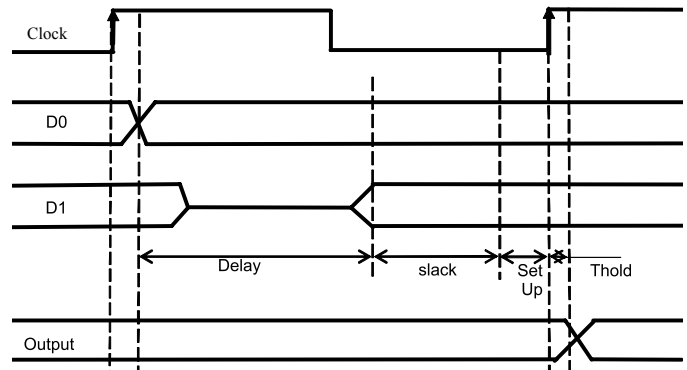 Clock
D0
D1
Delay
slack
Set
Up
Thold
Output